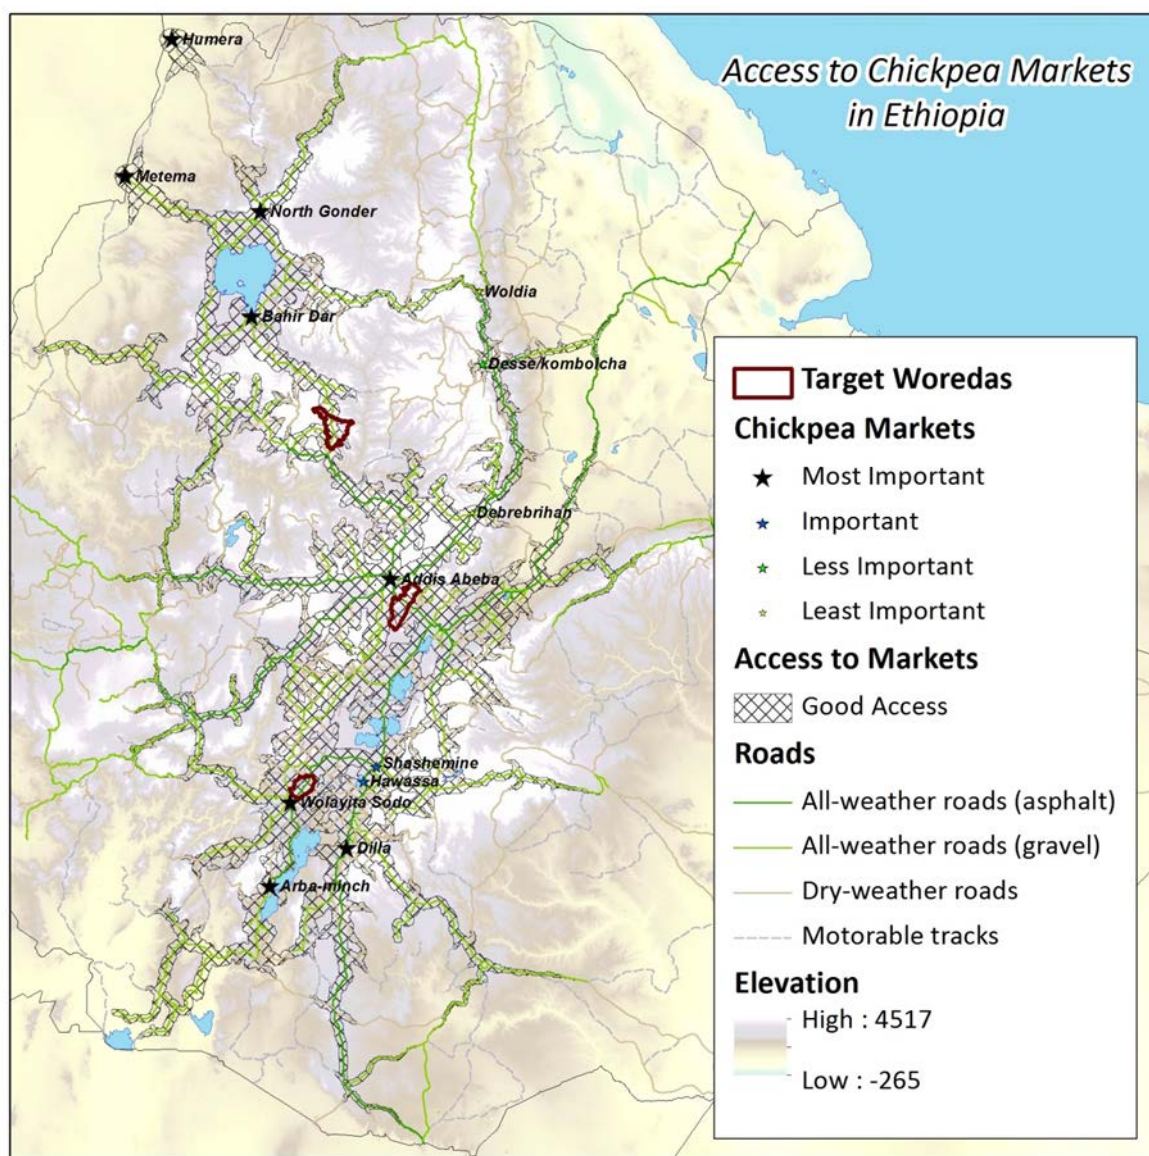 Access to Chickpea Markets
in Ethiopia
Humera
Metema
North Gonder
Woldia
Bahir Dar
Desse/kombolcha
Debrebrihan
Addis Abeba
Shashemine
Hawassa
Wolayita Sodo
Dilla
Arba-minch
Target Woredas
Chickpea Markets
Most Important
Important
Less Important
Least Important
Access to Markets
Good Access
Roads
All-weather roads (asphalt)
All-weather roads (gravel)
Dry-weather roads
Motorable tracks
Elevation
High : 4517
Low : -265